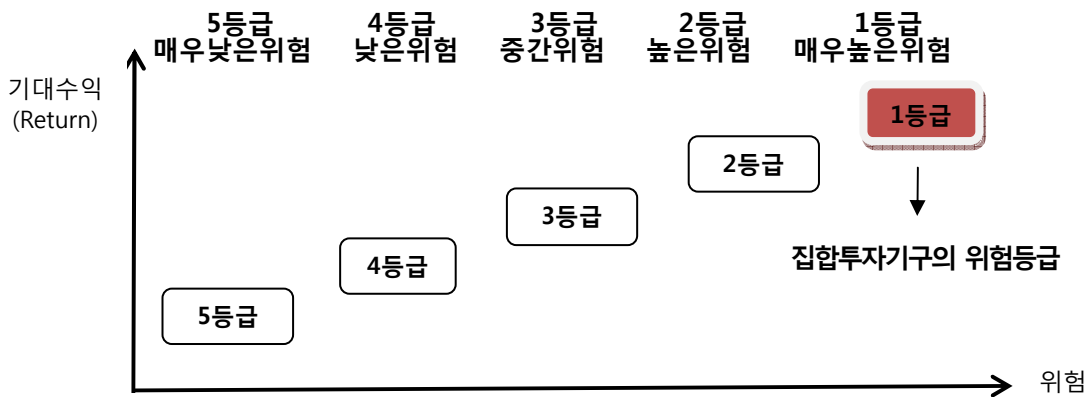 5등급 4등급 3등급 2등급 1등급
매우낮은위험 낮은위험 중간위험 높은위험 매우높은위험
기대수익
(Return)
1등급
2등급
3등급
집합투자기구의 위험등급
4등급
5등급
위험